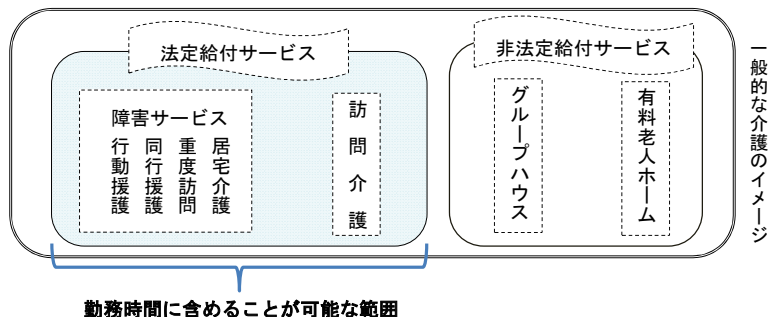 法定給付サービス
非法定給付サービス
障害サービス
居宅介護
重度訪問
同行援護
行動援護
訪問介護
有料老人ホーム
グループハウス
一般的な介護のイメージ
勤務時間に含めることが可能な範囲